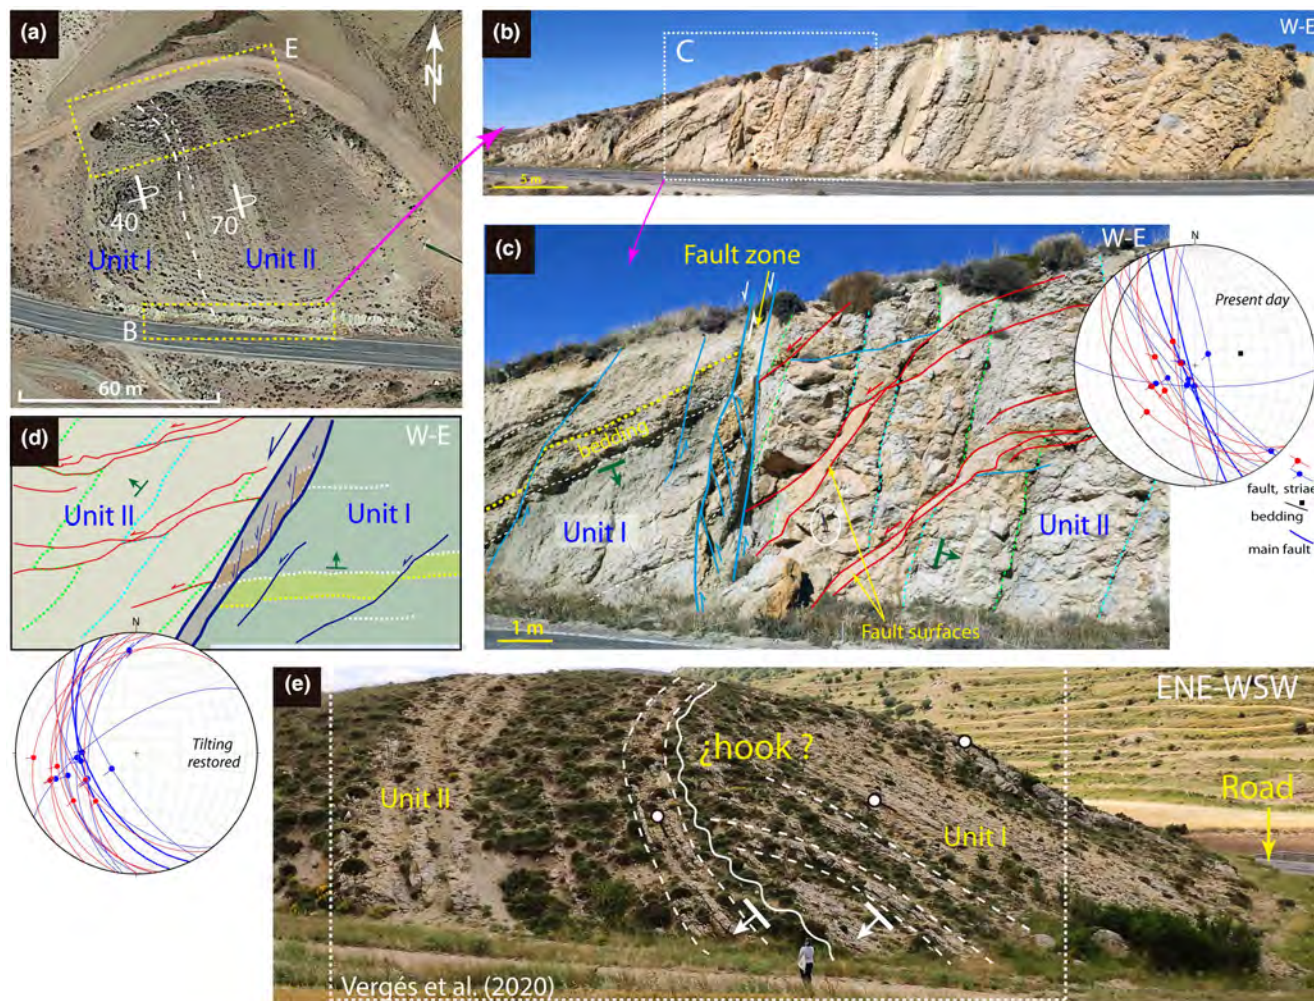 (a)
E
N
40
70
Unit I
Unit II
B
60 m
(b)
W-E
C
5 m
(c)
W-E
Fault zone
bedding
Unit I
Unit II
Fault surfaces
1 m
N
Present day
fault, striae
bedding
main fault
(d)
W-E
Unit II
Unit I
N
Tilting
restored
(e)
ENE-WSW
¿hook ?
Unit II
Unit I
Road
Vergés et al. (2020)